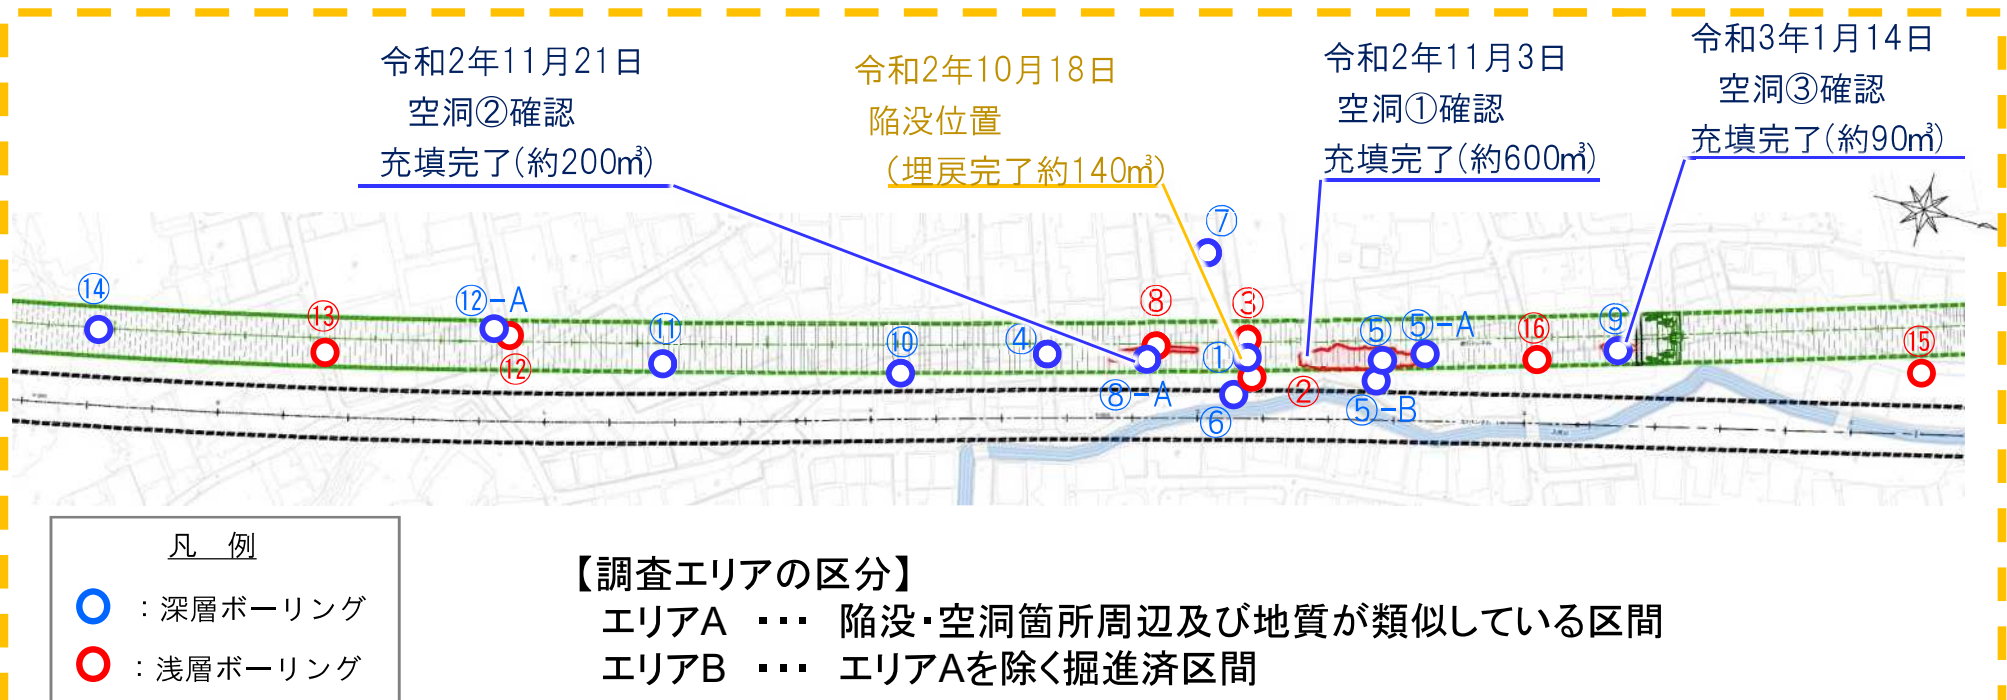 令和2年11月21日
空洞②確認
充填完了(約200㎥)
令和2年10月18日
陥没位置
(埋戻完了約140㎥)
令和2年11月3日
空洞①確認
充填完了(約600㎥)
令和3年1月14日
空洞③確認
充填完了(約90㎥)
⑦
⑭
⑬
⑫-A
⑫
⑪
⑩
④
⑧
⑧-A
③
①
⑥
②
⑤
⑤-A
⑤-B
⑯
⑨
⑮
凡 例
:深層ボーリング
:浅層ボーリング
【調査エリアの区分】
エリアA ・・・ 陥没・空洞箇所周辺及び地質が類似している区間
エリアB ・・・ エリアAを除く掘進済区間